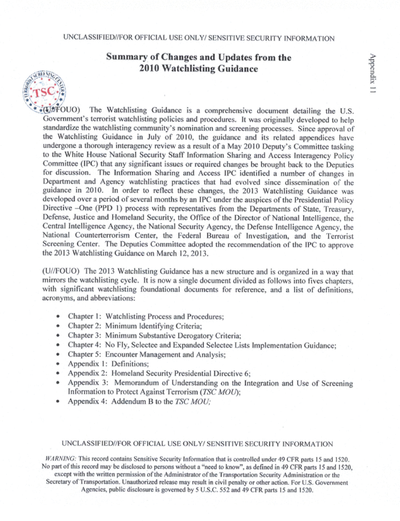 UNCLASSIFIED//FOR OFFICIAL USE ONLY/ SENSITIVE SECURITY INFORMATION
Summary of Changes and Updates from the
2010 Watchlisting Guidance
Appendix 11
TSC
(U//FOUO) The Watchlisting Guidance is a comprehensive document detailing the U.S.
Government's terrorist watchlisting policies and procedures. It was originally developed to help
standardize the watchlisting community's nomination and screening processes. Since approval of
the Watchlisting Guidance in July of 2010, the guidance and its related appendices have
undergone a thorough interagency review as a result of a May 2010 Deputy's Committee tasking
to the White House National Security Staff Information Sharing and Access Interagency Policy
Committee (IPC) that any significant issues or required changes be brought back to the Deputies
for discussion. The Information Sharing and Access IPC identified a number of changes in
Department and Agency watchlisting practices that had evolved since dissemination of the
guidance in 2010. In order to reflect these changes, the 2013 Watchlisting Guidance was
developed over a period of several months by an IPC under the auspices of the Presidential Policy
Directive –One (PPD 1) process with representatives from the Departments of State, Treasury,
Defense, Justice and Homeland Security, the Office of the Director of National Intelligence, the
Central Intelligence Agency, the National Security Agency, the Defense Intelligence Agency, the
National Counterterrorism Center, the Federal Bureau of Investigation, and the Terrorist
Screening Center. The Deputies Committee adopted the recommendation of the IPC to approve
the 2013 Watchlisting Guidance on March 12, 2013.
(U//FOUO) The 2013 Watchlisting Guidance has a new structure and is organized in a way that
mirrors the watchlisting cycle. It is now a single document divided as follows into fives chapters,
with significant watchlisting foundational documents for reference, and a list of definitions,
acronyms, and abbreviations:
• Chapter 1: Watchlisting Process and Procedures;
• Chapter 2: Minimum Identifying Criteria;
• Chapter 3: Minimum Substantive Derogatory Criteria;
• Chapter 4: No Fly, Selectee and Expanded Selectee Lists Implementation Guidance;
• Chapter 5: Encounter Management and Analysis;
• Appendix 1: Definitions;
• Appendix 2: Homeland Security Presidential Directive 6;
• Appendix 3: Memorandum of Understanding on the Integration and Use of Screening
Information to Protect Against Terrorism (TSC MOU);
• Appendix 4: Addendum B to the TSC MOU;
UNCLASSIFIED//FOR OFFICIAL USE ONLY/ SENSITIVE SECURITY INFORMATION
WARNING: This record contains Sensitive Security Information that is controlled under 49 CFR parts 15 and 1520.
No part of this record may be disclosed to persons without a "need to know", as defined in 49 CFR parts 15 and 1520,
except with the written permission of the Administrator of the Transportation Security Administration or the
Secretary of Transportation. Unauthorized release may result in civil penalty or other action. For U.S. Government
Agencies, public disclosure is governed by 5 U.S.C. 552 and 49 CFR parts 15 and 1520.